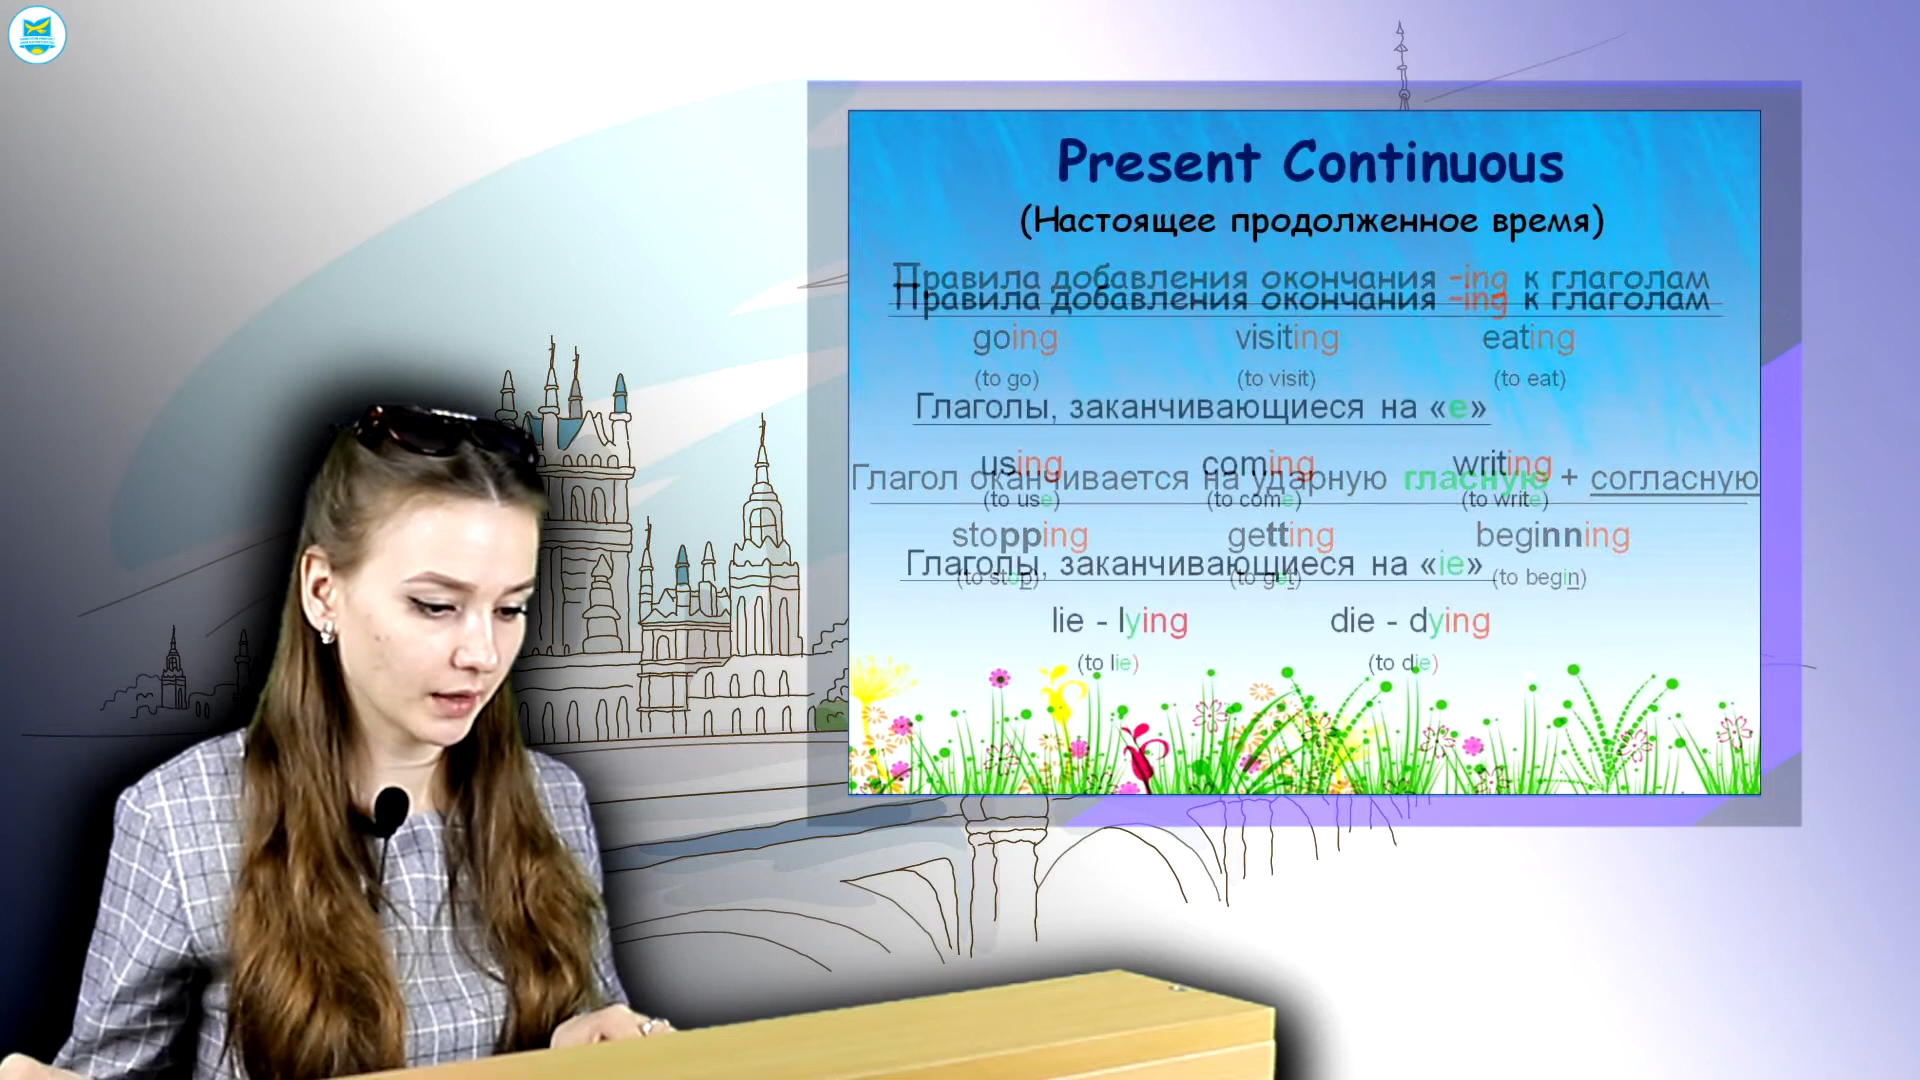 Present Continuous
(Настоящее продолженное время)
Правила добавления окончания -ing к глаголам
Правила добавления окончания -ing к глаголам
going visiting eating
(to go) (to visit) (to eat)
Глаголы, заканчивающиеся на «е»
using coming writing
Глагол оканчивается на ударную гласную + согласную
(to use) (to come) (to write)
stopping getting beginning
Глаголы, заканчивающиеся на «ie»
(to stop) (to get) (to begin)
lie - lying die - dying
(to lie) (to die)